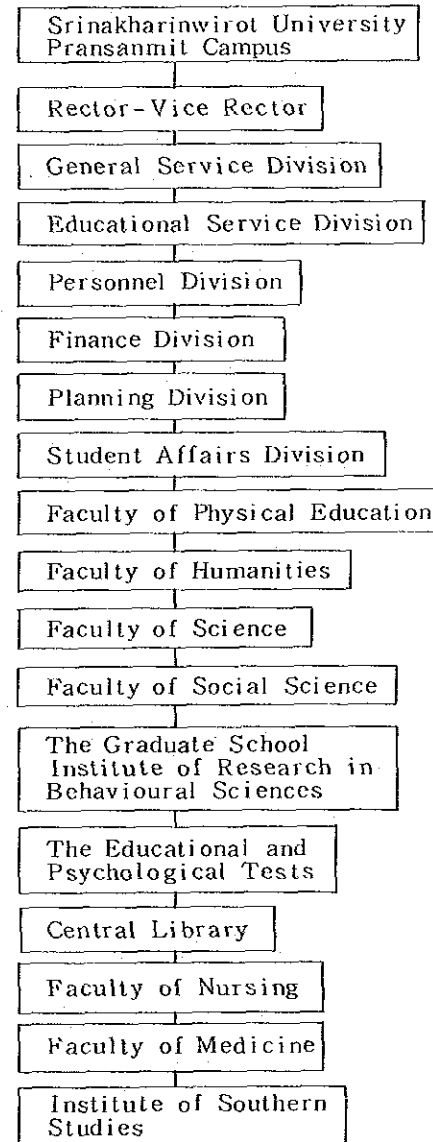 Srinakharinwirot University
Pransanmit Campus
Rector-Vice Rector
General Service Division
Educational Service Division
Personnel Division
Finance Division
Planning Division
Student Affairs Division
Faculty of Physical Education
Faculty of Humanities
Faculty of Science
Faculty of Social Science
The Graduate School
Institute of Research in
Behavioural Sciences
The Educational and
Psychological Tests
Central Library
Faculty of Nursing
Faculty of Medicine
Institute of Southern
Studies